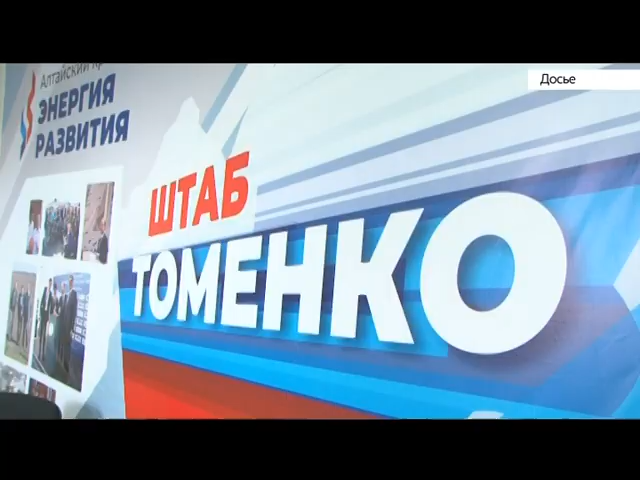 Досье
Алтайский кр
ЭНЕРГИЯ
РАЗВИТИЯ
ШТАБ
ТОМЕНКО